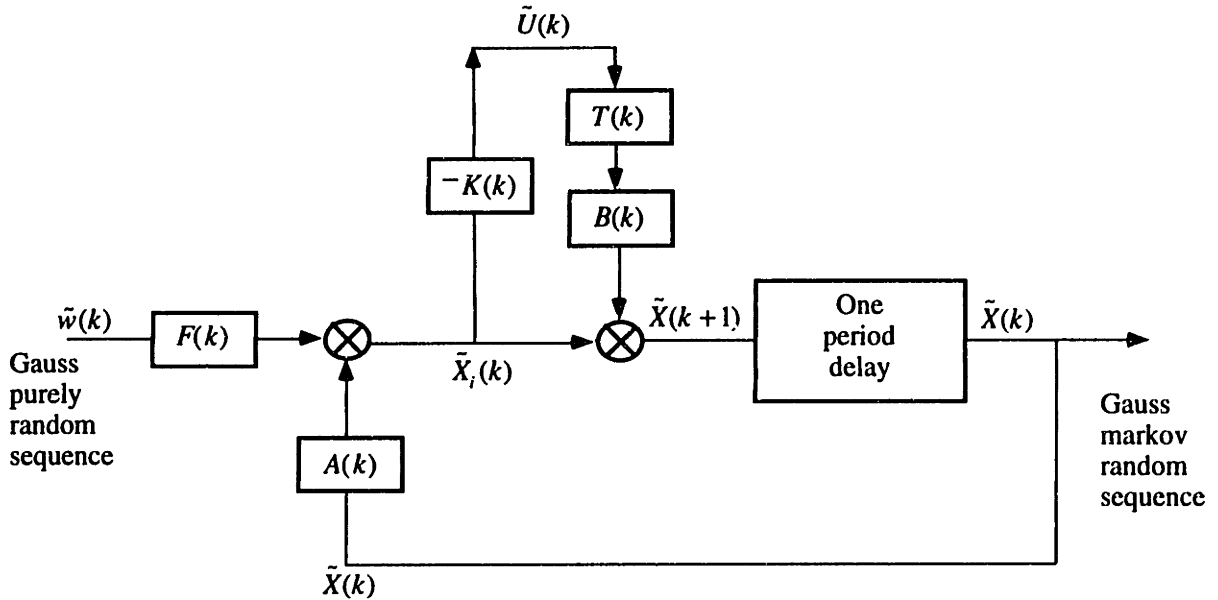 Ũ(k)
T(k)
−K(k)
B(k)
w̃(k)
F(k)
Gauss
purely
random
sequence
X̃ᵢ(k)
X̃(k + 1)
One
period
delay
X̃(k)
Gauss
markov
random
sequence
A(k)
X̃(k)